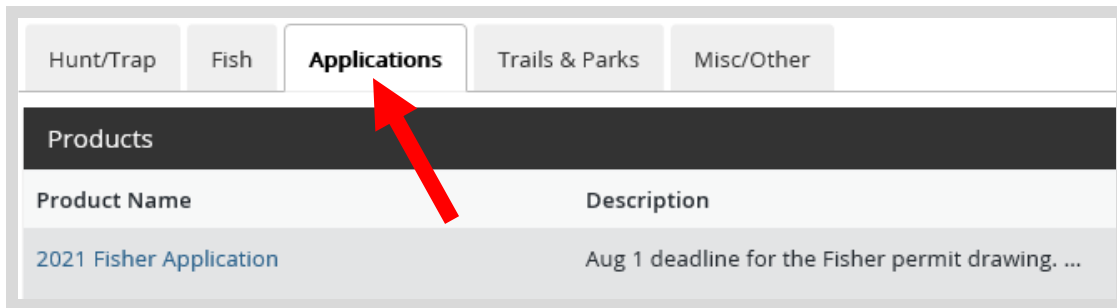 Hunt/Trap Fish Applications Trails & Parks Misc/Other
Products
Product Name Description
2021 Fisher Application Aug 1 deadline for the Fisher permit drawing. ...